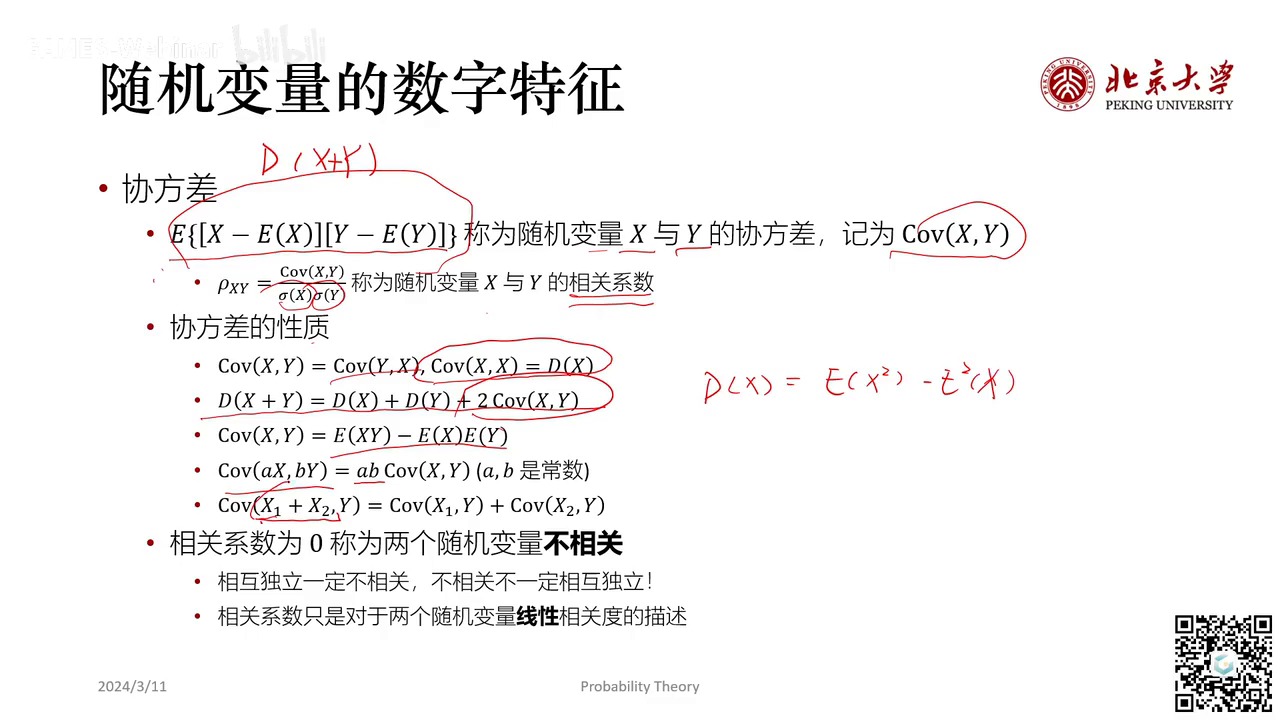 bilibili
随机变量的数字特征
北京大学
PEKING UNIVERSITY
D(X+Y)
• 协方差
• E{[X − E(X)][Y − E(Y)]} 称为随机变量 X 与 Y 的协方差，记为 Cov(X, Y)
• ρXY = Cov(X,Y) / σ(X)σ(Y 称为随机变量 X 与 Y 的相关系数
• 协方差的性质
• Cov(X, Y) = Cov(Y, X), Cov(X, X) = D(X)
D(X) = E(X²) - E²(X)
• D(X + Y) = D(X) + D(Y) + 2 Cov(X, Y)
• Cov(X, Y) = E(XY) − E(X)E(Y)
• Cov(aX, bY) = ab Cov(X, Y) (a, b 是常数)
• Cov(X₁ + X₂, Y) = Cov(X₁, Y) + Cov(X₂, Y)
• 相关系数为 0 称为两个随机变量不相关
• 相互独立一定不相关，不相关不一定相互独立！
• 相关系数只是对于两个随机变量线性相关度的描述
2024/3/11
Probability Theory